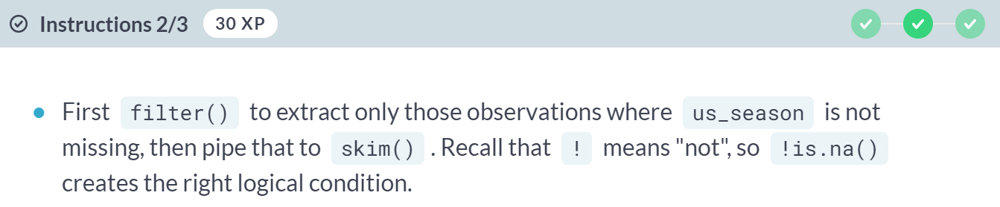 Instructions 2/3 30 XP
First filter() to extract only those observations where us_season is not
missing, then pipe that to skim() . Recall that ! means "not", so !is.na()
creates the right logical condition.